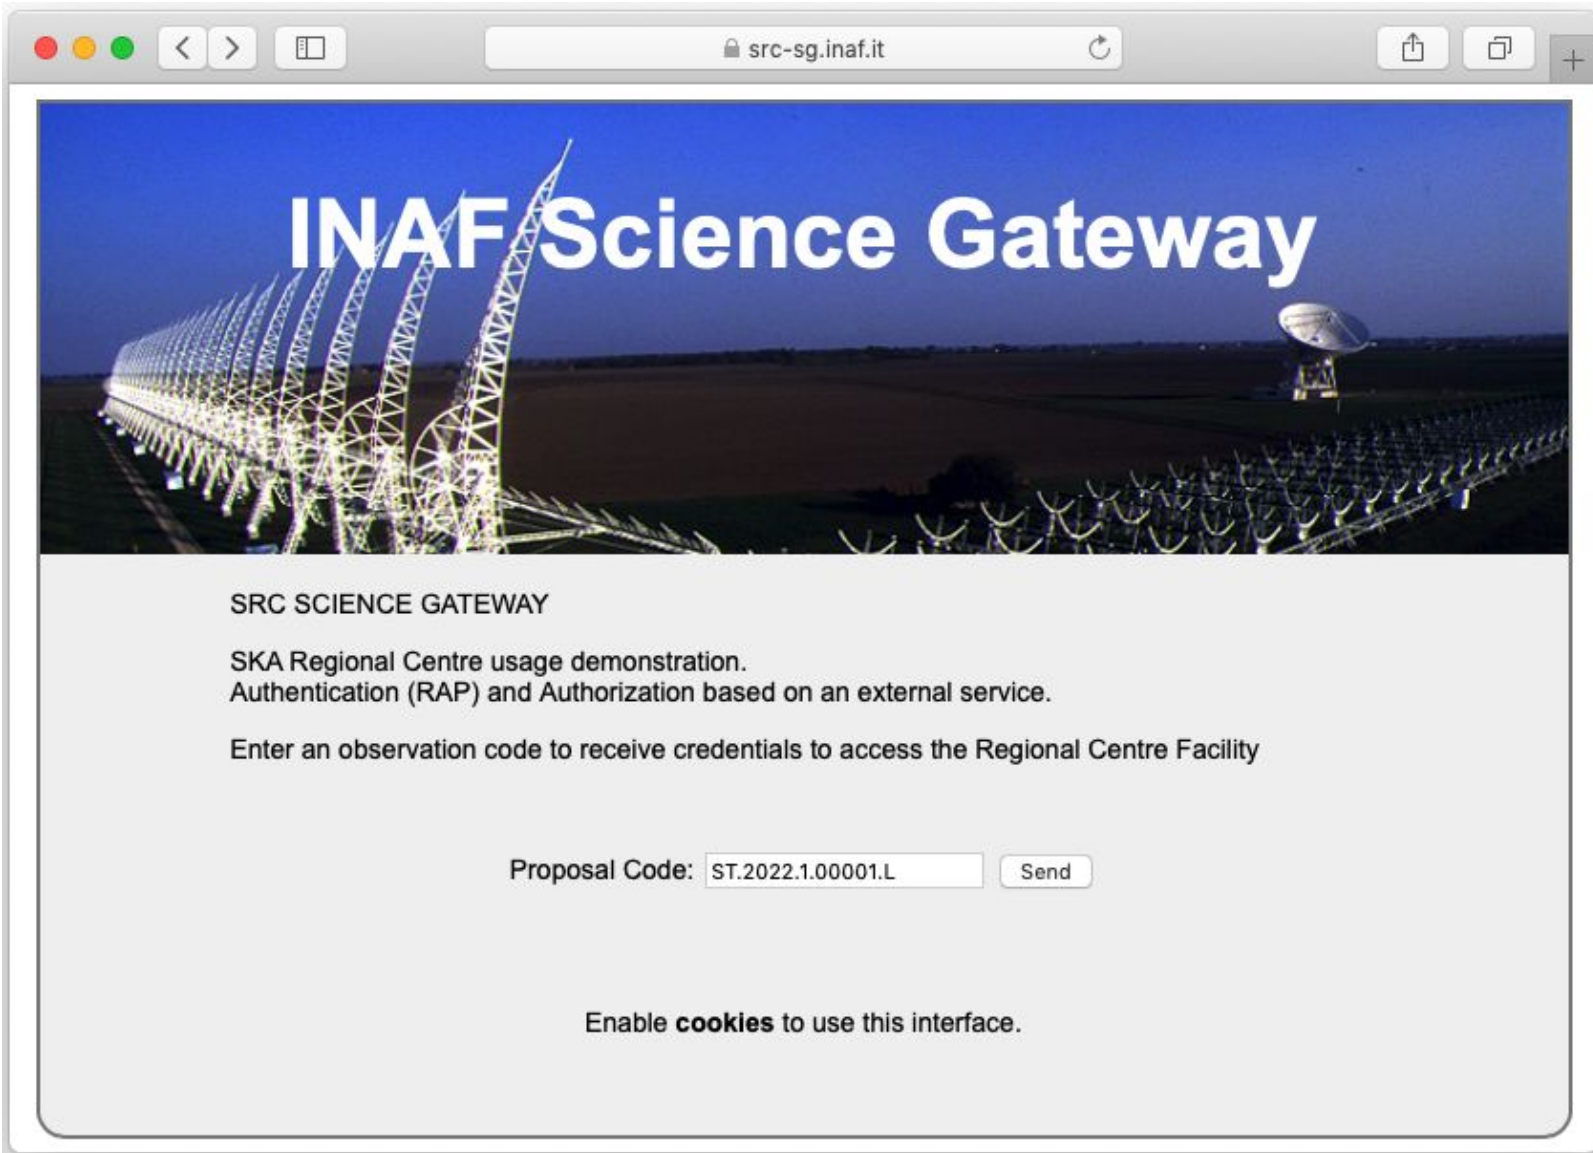 src-sg.inaf.it
INAF Science Gateway
SRC SCIENCE GATEWAY
SKA Regional Centre usage demonstration.
Authentication (RAP) and Authorization based on an external service.
Enter an observation code to receive credentials to access the Regional Centre Facility
Proposal Code: ST.2022.1.00001.L Send
Enable cookies to use this interface.